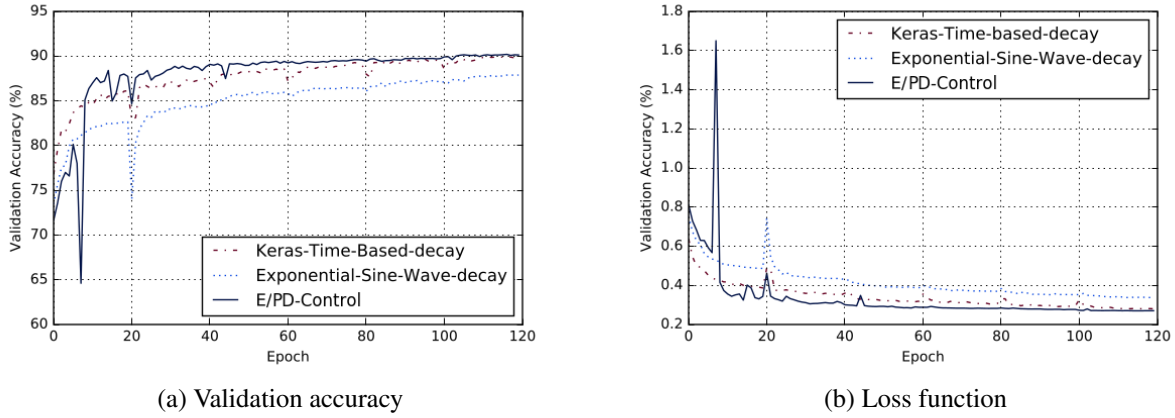 95
90
85
80
75
70
65
60
0
20
40
60
80
100
120
Validation Accuracy (%)
Epoch
Keras-Time-Based-decay
Exponential-Sine-Wave-decay
E/PD-Control
(a) Validation accuracy
1.8
1.6
1.4
1.2
1.0
0.8
0.6
0.4
0.2
0
20
40
60
80
100
120
Validation Accuracy (%)
Epoch
Keras-Time-based-decay
Exponential-Sine-Wave-decay
E/PD-Control
(b) Loss function